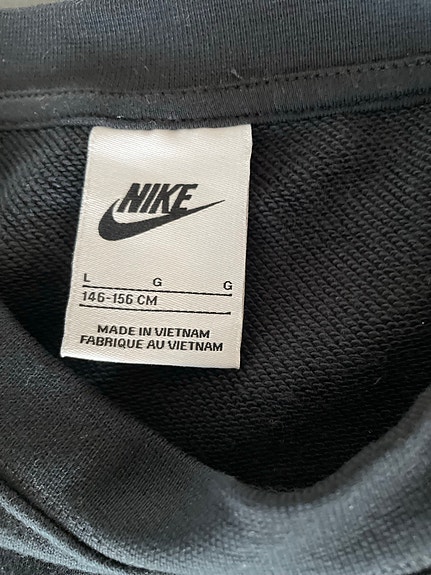 NIKE
L G G
146-156 CM
MADE IN VIETNAM
FABRIQUE AU VIETNAM